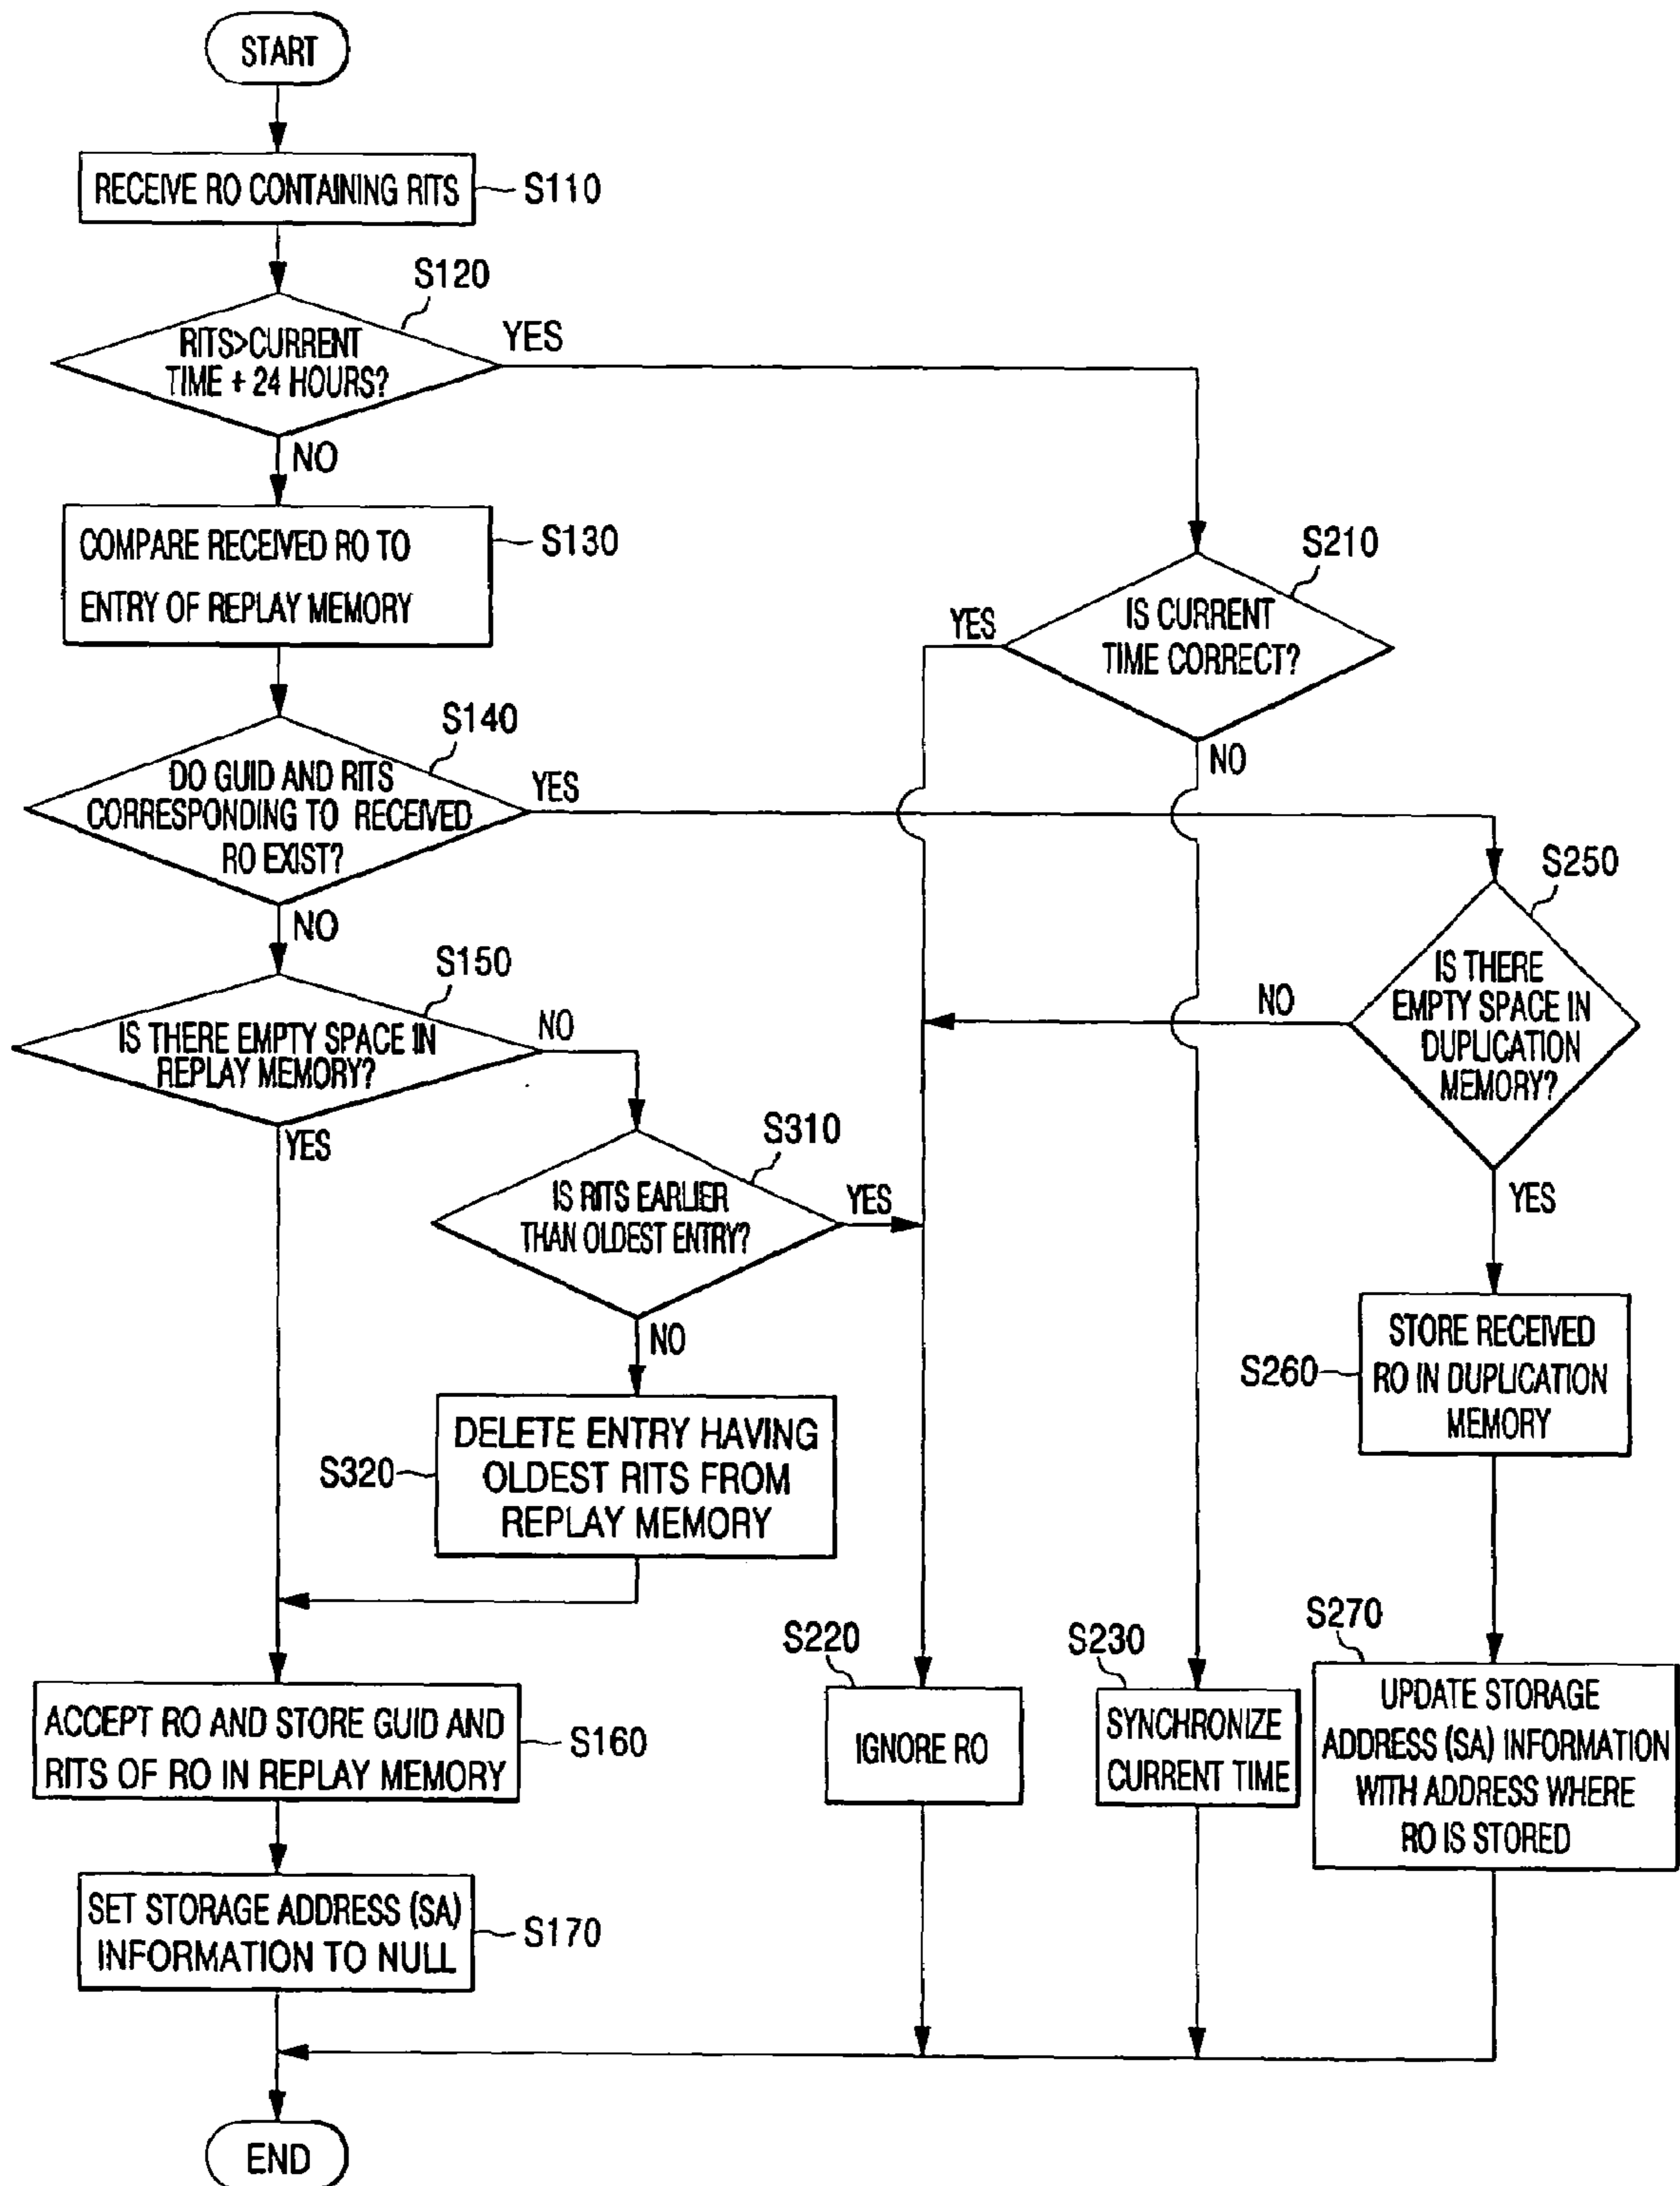 START
RECEIVE RO CONTAINING RITS
S110
S120
RITS>CURRENT
TIME + 24 HOURS?
YES
NO
COMPARE RECEIVED RO TO
ENTRY OF REPLAY MEMORY
S130
S210
IS CURRENT
TIME CORRECT?
YES
NO
S140
DO GUID AND RITS
CORRESPONDING TO RECEIVED
RO EXIST?
YES
NO
S250
IS THERE
EMPTY SPACE IN
DUPLICATION
MEMORY?
NO
YES
S150
IS THERE EMPTY SPACE IN
REPLAY MEMORY?
NO
YES
S310
IS RITS EARLIER
THAN OLDEST ENTRY?
YES
NO
S260
STORE RECEIVED
RO IN DUPLICATION
MEMORY
S320
DELETE ENTRY HAVING
OLDEST RITS FROM
REPLAY MEMORY
ACCEPT RO AND STORE GUID AND
RITS OF RO IN REPLAY MEMORY
S160
S220
IGNORE RO
S230
SYNCHRONIZE
CURRENT TIME
S270
UPDATE STORAGE
ADDRESS (SA) INFORMATION
WITH ADDRESS WHERE
RO IS STORED
SET STORAGE ADDRESS (SA)
INFORMATION TO NULL
S170
END